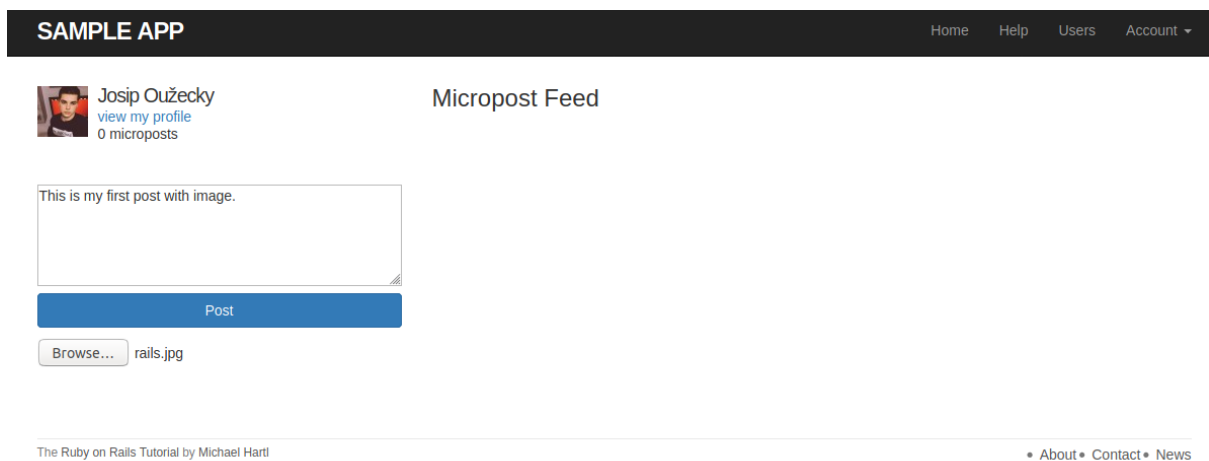 SAMPLE APP
Home Help Users Account
Josip Oužecky
view my profile
0 microposts
Micropost Feed
This is my first post with image.
Post
Browse... rails.jpg
The Ruby on Rails Tutorial by Michael Hartl
• About • Contact • News